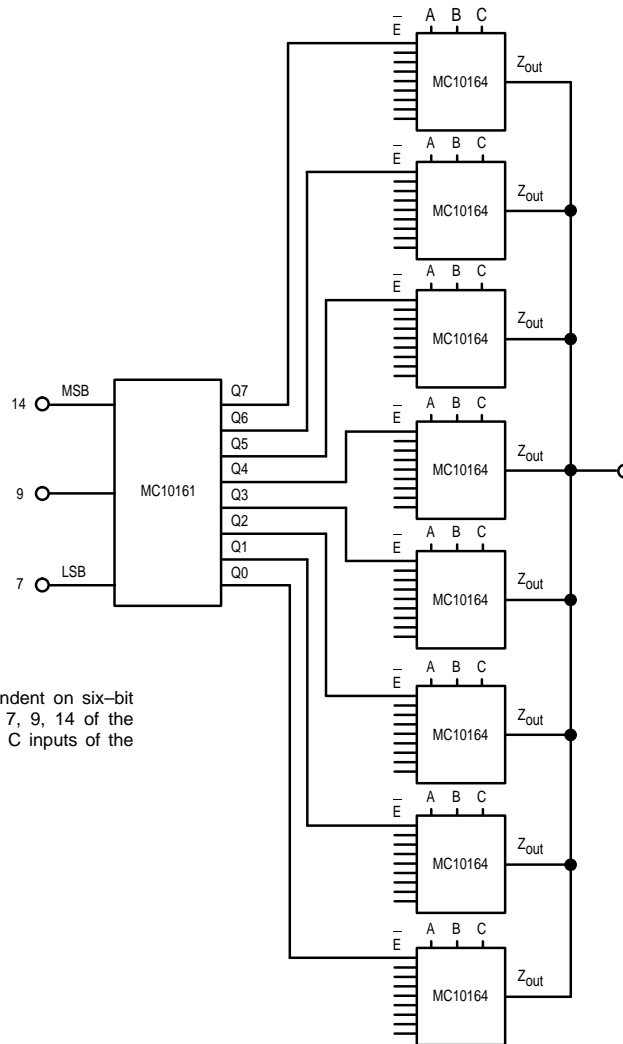 A B C
E
MC10164
Zout
A B C
E
MC10164
Zout
A B C
E
MC10164
Zout
14
MSB
9
7
LSB
MC10161
Q7
Q6
Q5
Q4
Q3
Q2
Q1
Q0
A B C
E
MC10164
Zout
A B C
E
MC10164
Zout
ndent on six–bit
7, 9, 14 of the
C inputs of the
A B C
E
MC10164
Zout
A B C
E
MC10164
Zout
A B C
E
MC10164
Zout